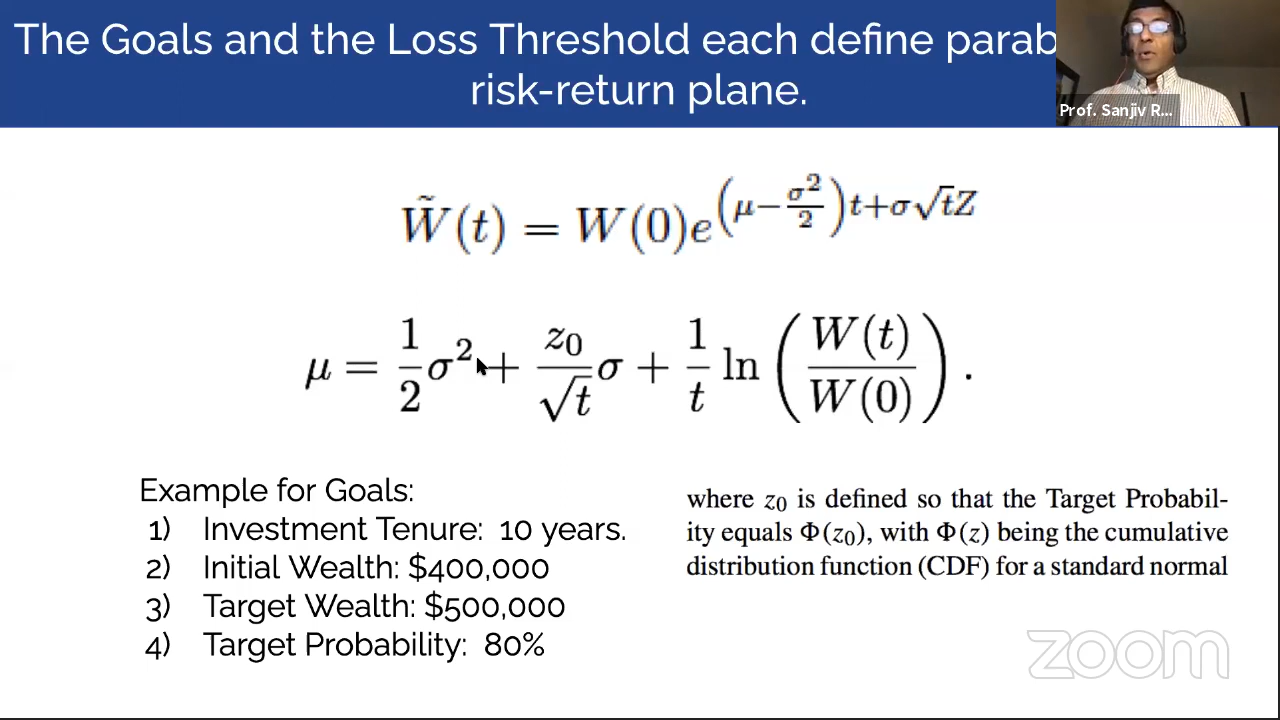 The Goals and the Loss Threshold each define parab
risk-return plane.
Prof. Sanjiv R...
W̃(t) = W(0)e^{(μ−σ²/2)t+σ√tZ}
μ = 1/2 σ² + z₀/√t σ + 1/t ln(W(t)/W(0)).
Example for Goals:
1) Investment Tenure: 10 years.
2) Initial Wealth: $400,000
3) Target Wealth: $500,000
4) Target Probability: 80%
where z₀ is defined so that the Target Probabil-
ity equals Φ(z₀), with Φ(z) being the cumulative
distribution function (CDF) for a standard normal
zoom